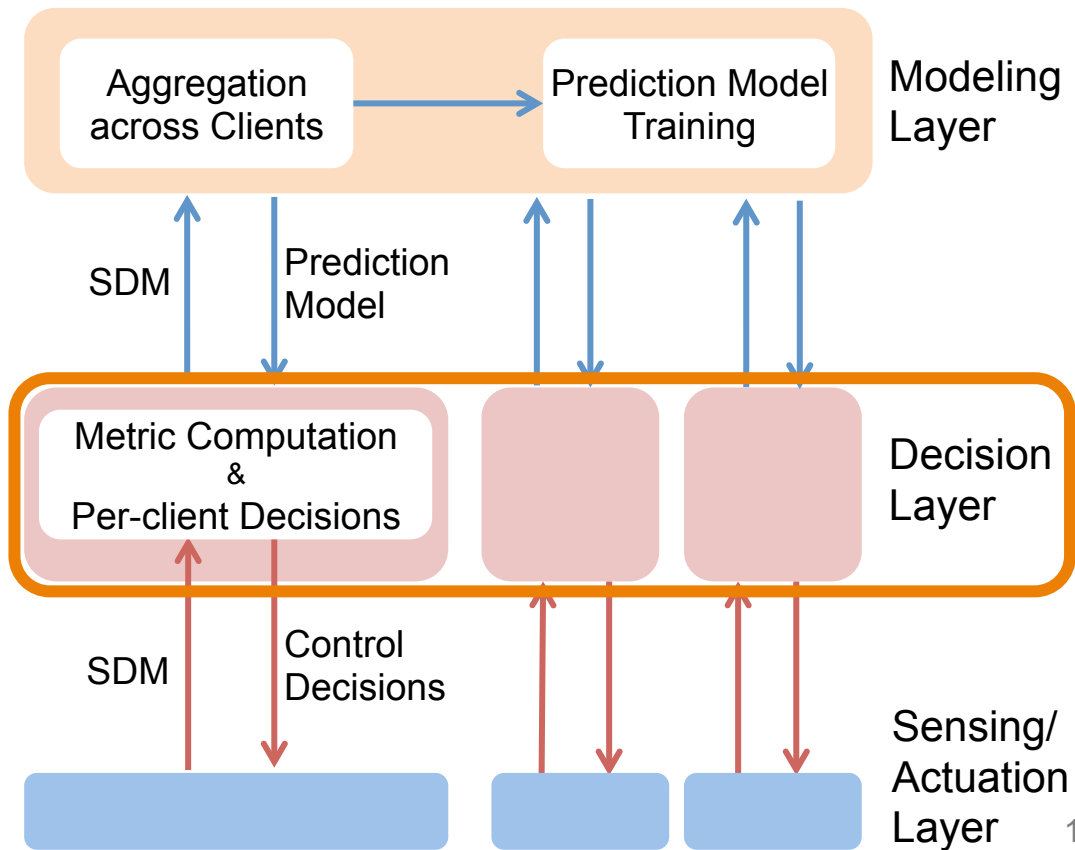 Aggregation
across Clients
Prediction Model
Training
Modeling
Layer
SDM
Prediction
Model
Metric Computation
&
Per-client Decisions
Decision
Layer
SDM
Control
Decisions
Sensing/
Actuation
Layer
1